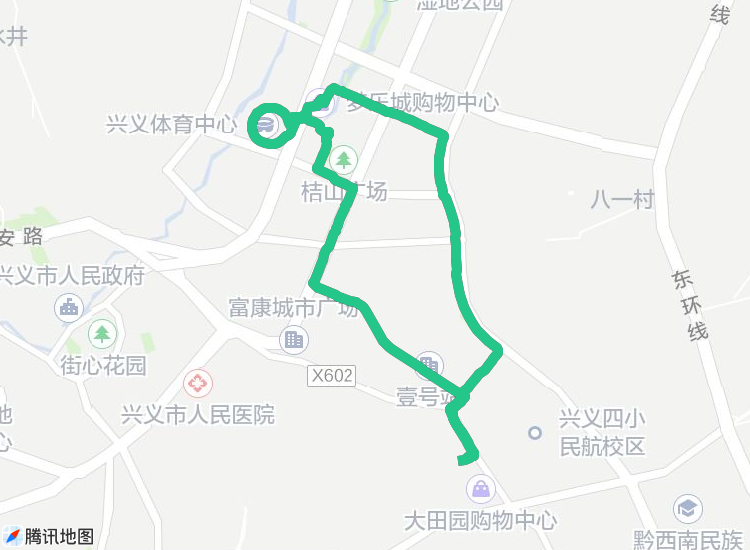 湿地公园
线
水井
梦乐城购物中心
兴义体育中心
桔山广场
八一村
安路
兴义市人民政府
东环线
富康城市广场
街心花园
X602
壹号站
兴义市人民医院
兴义四小
民航校区
心
大田园购物中心
黔西南民族
腾讯地图